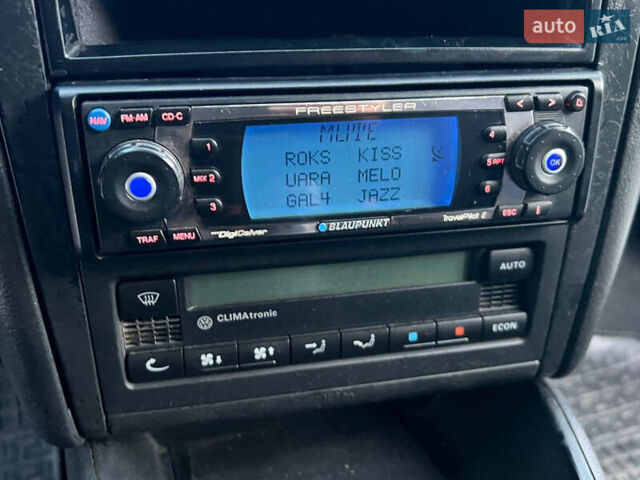 auto RIA
.com
FREESTYLER
NAV FM•AM CD•C < >
MUTE
1 ROKS KISS 4
MIX 2 UARA MELO 5 RPT OK
3 GAL4 JAZZ 6
TRAF MENU DigiCeiver BLAUPUNKT TravelPilot E ESC i
AUTO
CLIMAtronic
ECON